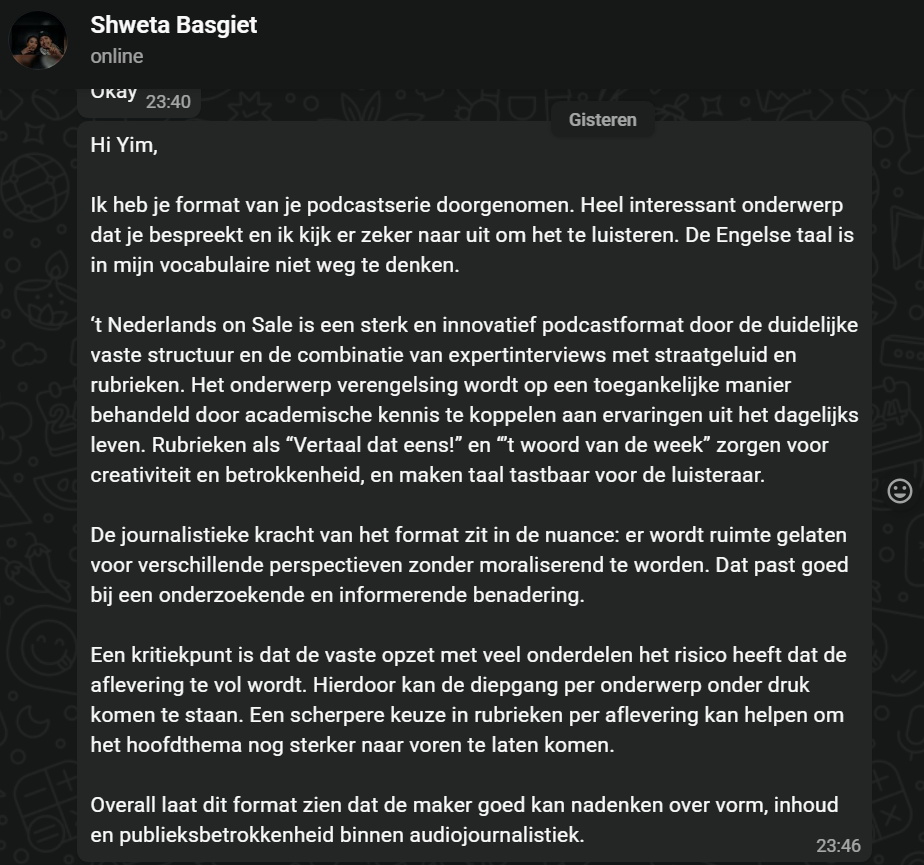 Shweta Basgiet
online
Okay 23:40
Gisteren
Hi Yim,
Ik heb je format van je podcastserie doorgenomen. Heel interessant onderwerp
dat je bespreekt en ik kijk er zeker naar uit om het te luisteren. De Engelse taal is
in mijn vocabulaire niet weg te denken.
‘t Nederlands on Sale is een sterk en innovatief podcastformat door de duidelijke
vaste structuur en de combinatie van expertinterviews met straatgeluid en
rubrieken. Het onderwerp verengelsing wordt op een toegankelijke manier
behandeld door academische kennis te koppelen aan ervaringen uit het dagelijks
leven. Rubrieken als “Vertaal dat eens!” en “’t woord van de week” zorgen voor
creativiteit en betrokkenheid, en maken taal tastbaar voor de luisteraar.
De journalistieke kracht van het format zit in de nuance: er wordt ruimte gelaten
voor verschillende perspectieven zonder moraliserend te worden. Dat past goed
bij een onderzoekende en informerende benadering.
Een kritiekpunt is dat de vaste opzet met veel onderdelen het risico heeft dat de
aflevering te vol wordt. Hierdoor kan de diepgang per onderwerp onder druk
komen te staan. Een scherpere keuze in rubrieken per aflevering kan helpen om
het hoofdthema nog sterker naar voren te laten komen.
Overall laat dit format zien dat de maker goed kan nadenken over vorm, inhoud
en publieksbetrokkenheid binnen audiojournalistiek.
23:46